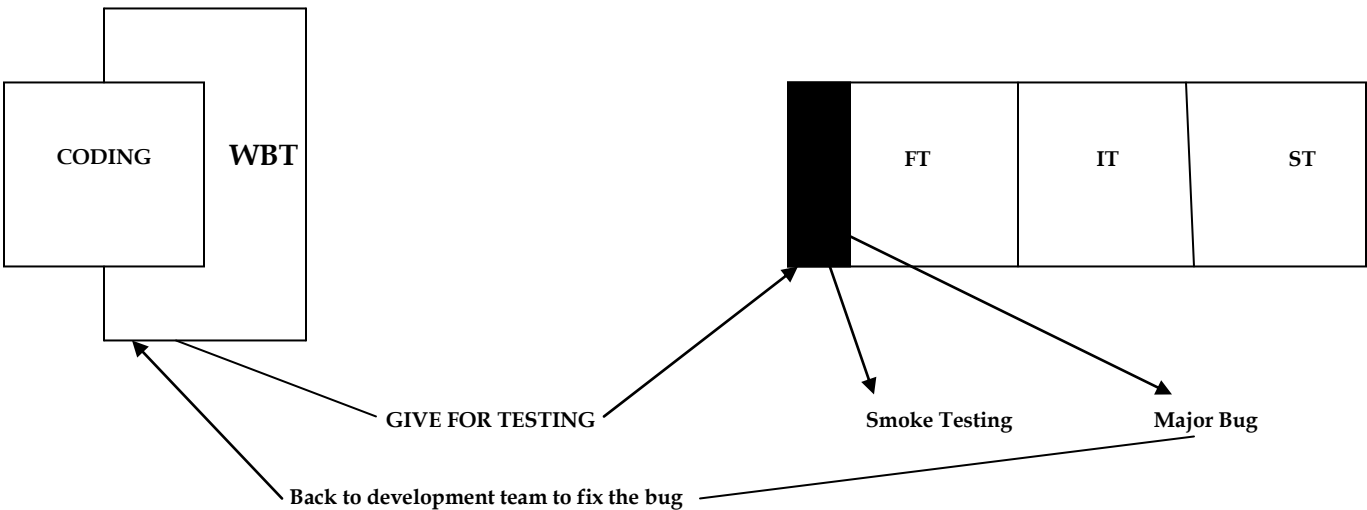 CODING
WBT
FT
IT
ST
GIVE FOR TESTING
Smoke Testing
Major Bug
Back to development team to fix the bug